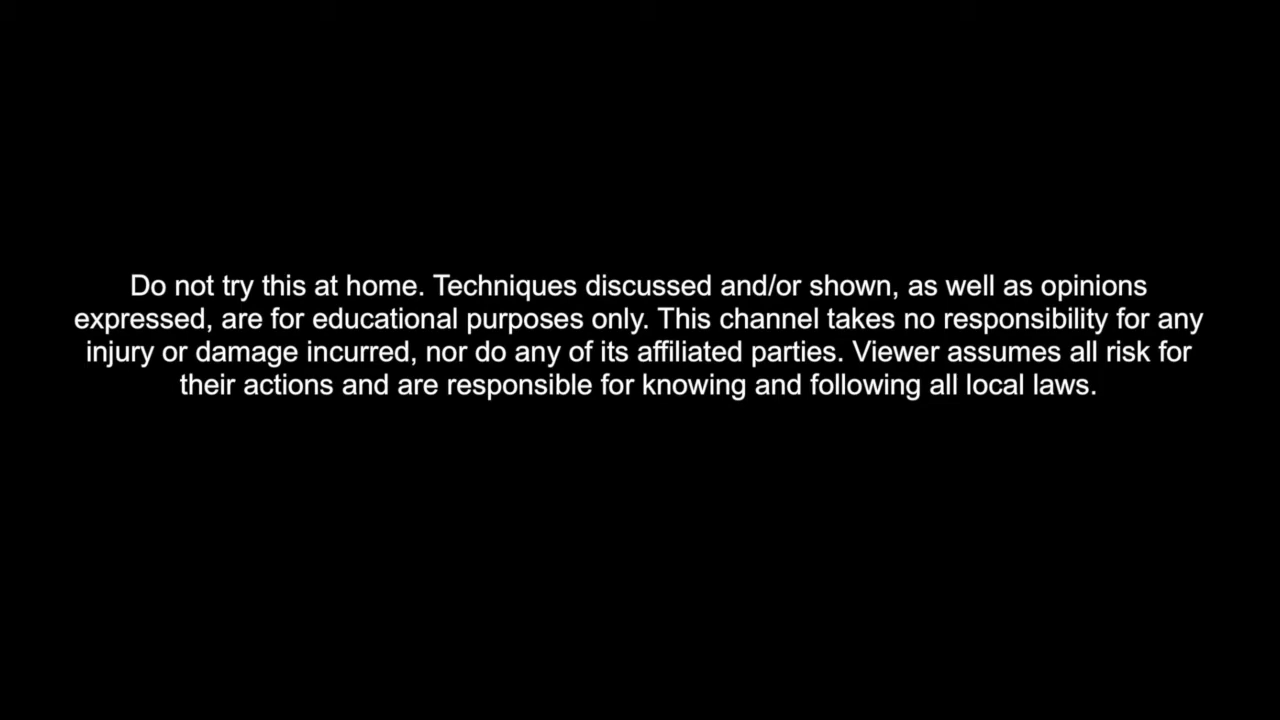 Do not try this at home. Techniques discussed and/or shown, as well as opinions
expressed, are for educational purposes only. This channel takes no responsibility for any
injury or damage incurred, nor do any of its affiliated parties. Viewer assumes all risk for
their actions and are responsible for knowing and following all local laws.